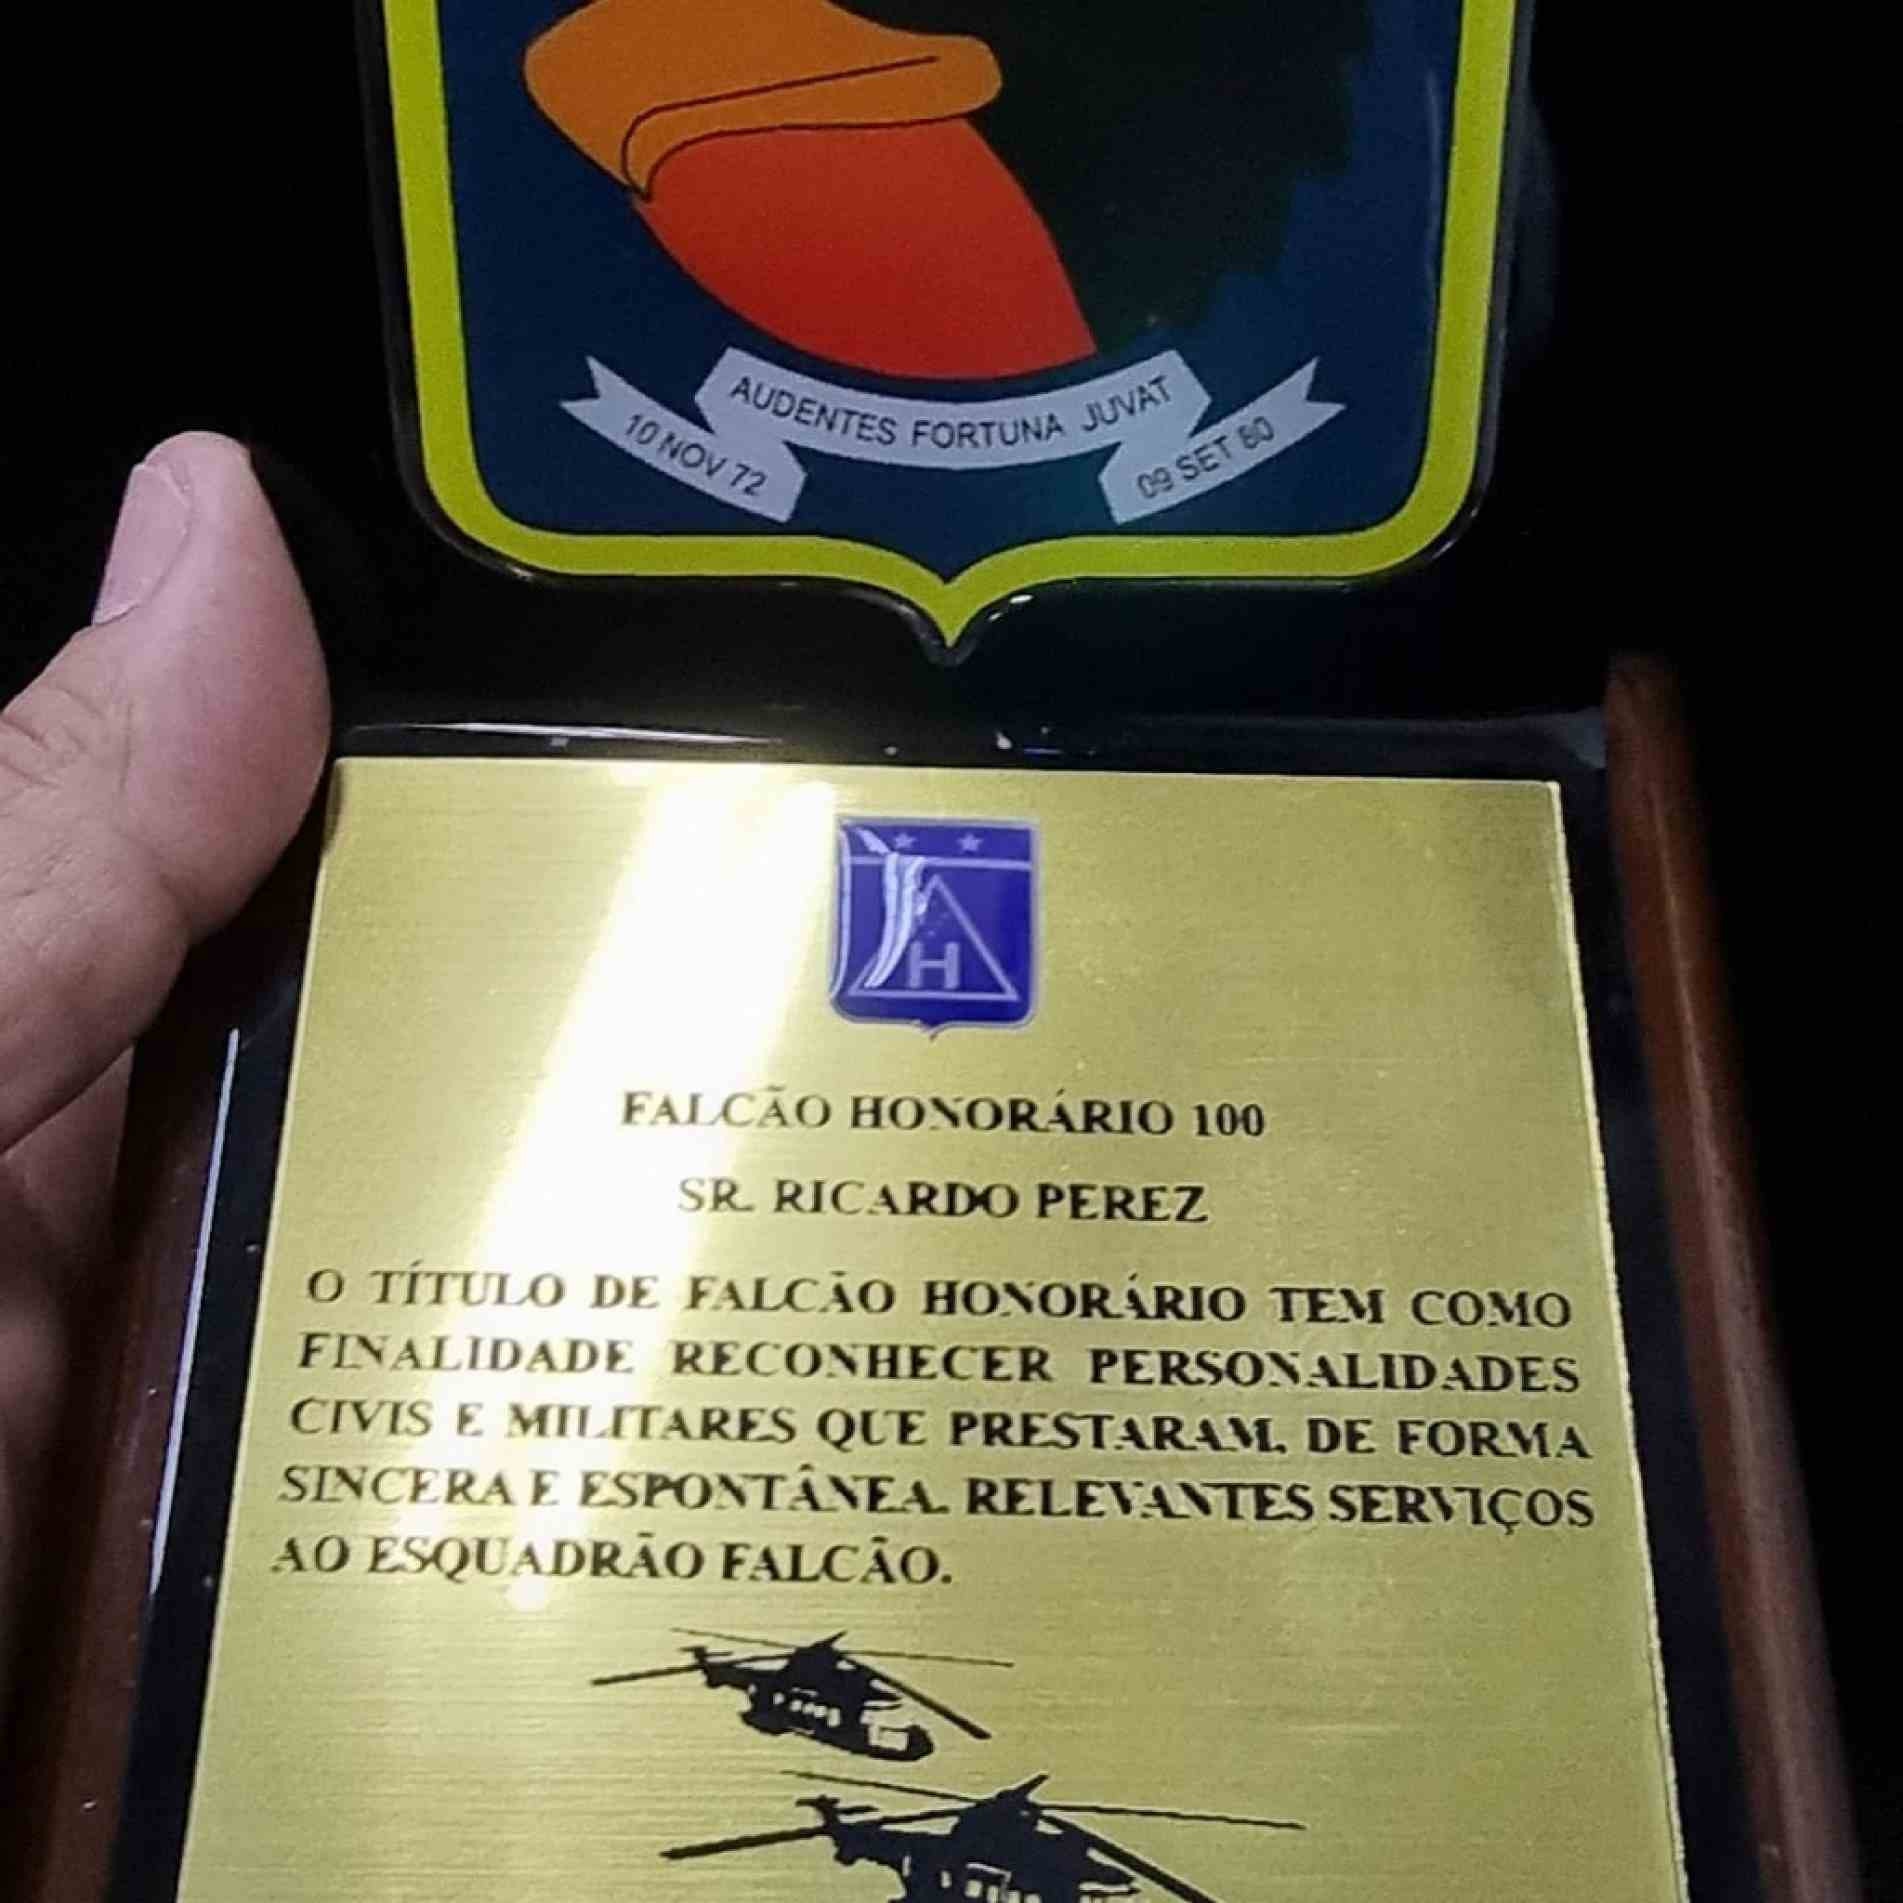 AUDENTES FORTUNA JUVAT
10 NOV 72
09 SET 80
H
FALCÃO HONORÁRIO 100
SR. RICARDO PEREZ
O TÍTULO DE FALCÃO HONORÁRIO TEM COMO
FINALIDADE RECONHECER PERSONALIDADES
CIVIS E MILITARES QUE PRESTARAM, DE FORMA
SINCERA E ESPONTÂNEA, RELEVANTES SERVIÇOS
AO ESQUADRÃO FALCÃO.